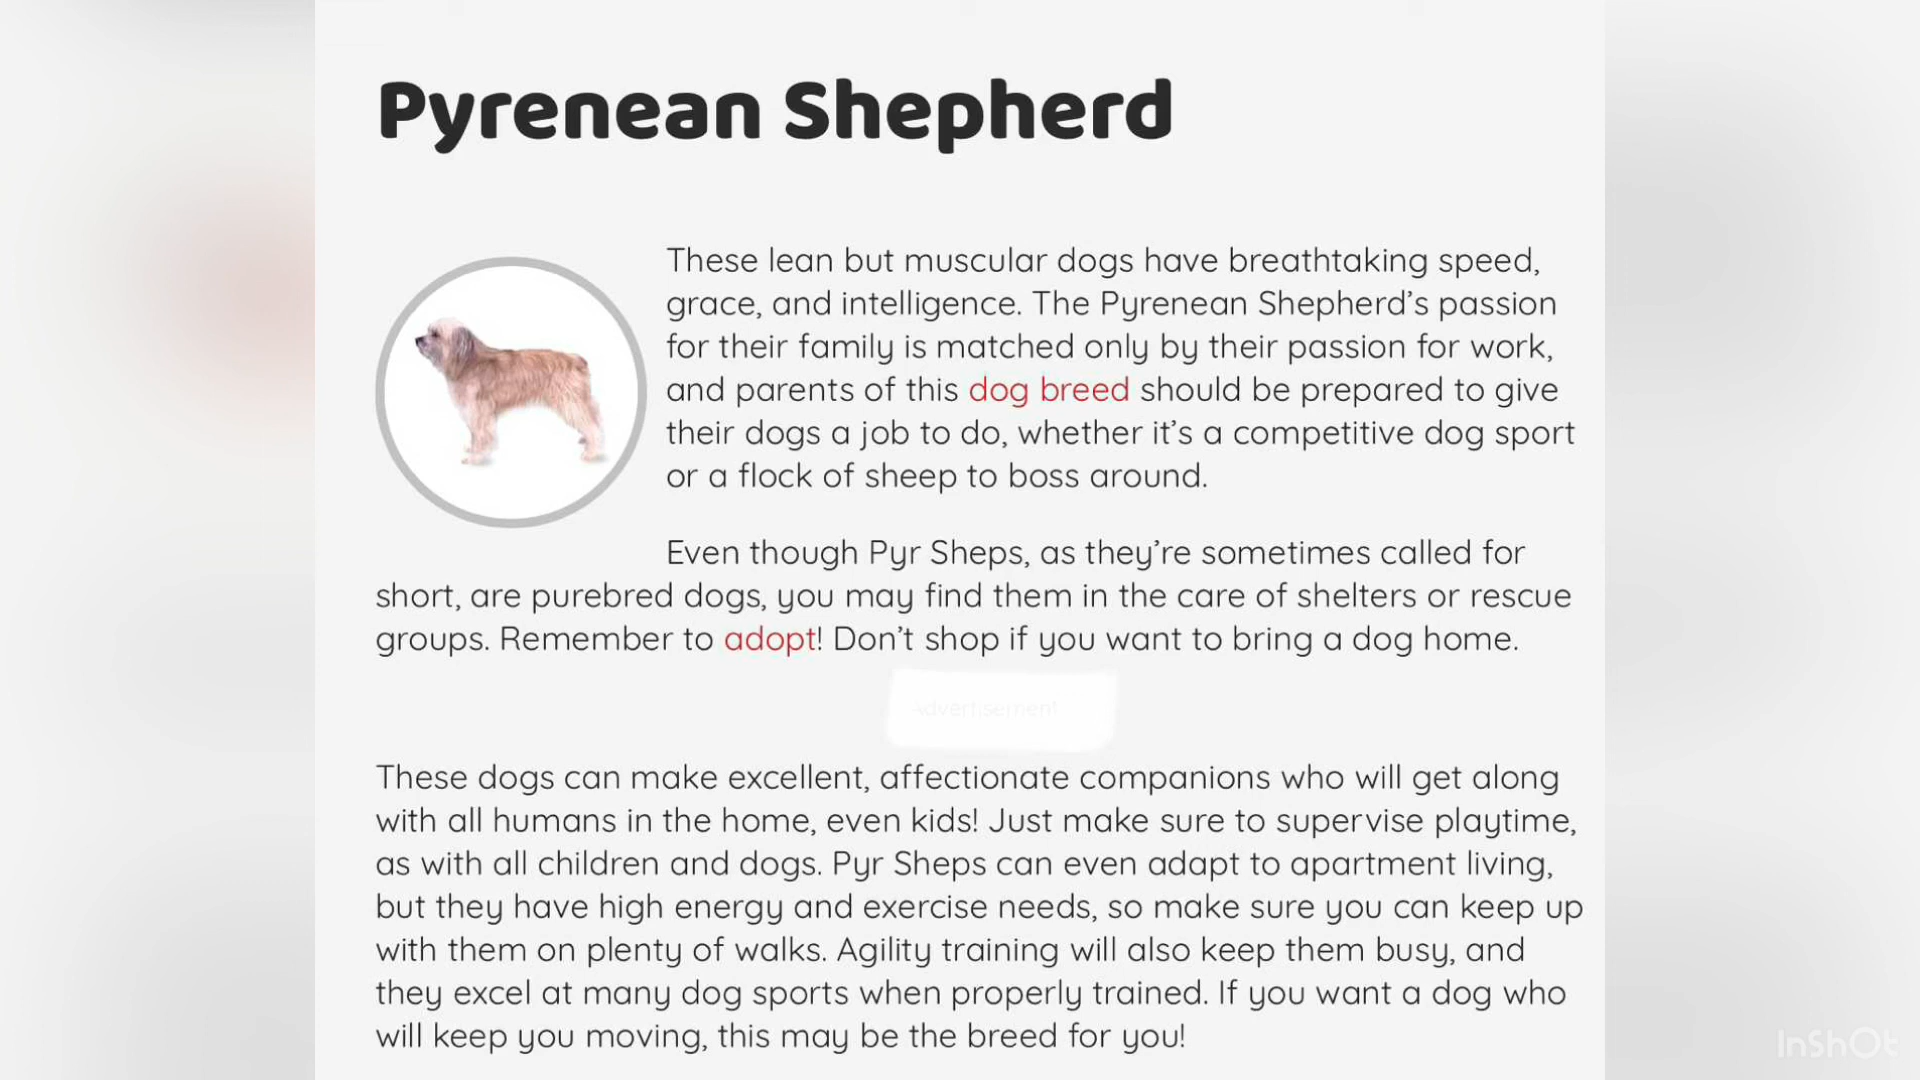 Pyrenean Shepherd
These lean but muscular dogs have breathtaking speed,
grace, and intelligence. The Pyrenean Shepherd’s passion
for their family is matched only by their passion for work,
and parents of this dog breed should be prepared to give
their dogs a job to do, whether it’s a competitive dog sport
or a flock of sheep to boss around.
Even though Pyr Sheps, as they’re sometimes called for
short, are purebred dogs, you may find them in the care of shelters or rescue
groups. Remember to adopt! Don’t shop if you want to bring a dog home.
Advertisement
These dogs can make excellent, affectionate companions who will get along
with all humans in the home, even kids! Just make sure to supervise playtime,
as with all children and dogs. Pyr Sheps can even adapt to apartment living,
but they have high energy and exercise needs, so make sure you can keep up
with them on plenty of walks. Agility training will also keep them busy, and
they excel at many dog sports when properly trained. If you want a dog who
will keep you moving, this may be the breed for you!
InShOt